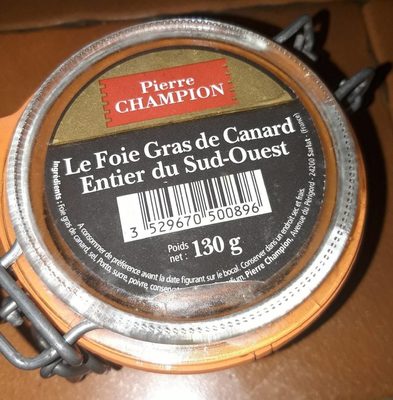 Pierre
CHAMPION
Le Foie Gras de Canard
Entier du Sud-Ouest
3 529670 500896
Poids
net : 130 g
Ingrédients : Foie gras de canard, sel, Porto, sucre, poivre,
A consommer de préférence avant la date figurant sur le bocal. Conserver dans un endroit sec et frais.
Pierre Champion, Avenue du Périgord - 24200 Sarlat - (France)